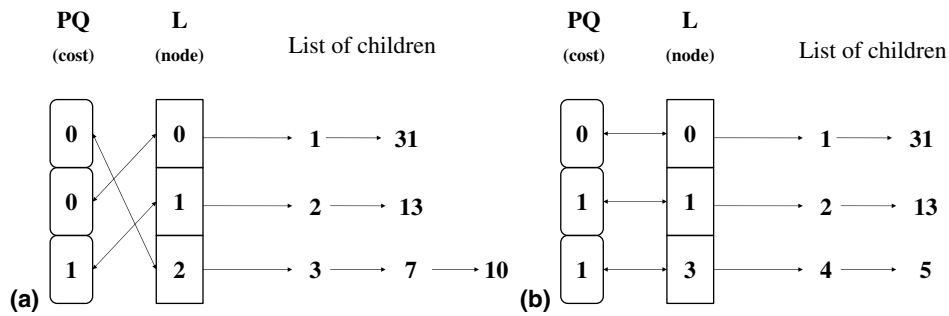 PQ L List of children PQ L List of children
(cost) (node) (cost) (node)
0 0 1 31 0 0 1 31
0 1 2 13 1 1 2 13
1 2 3 7 10 1 3 4 5
(a) (b)